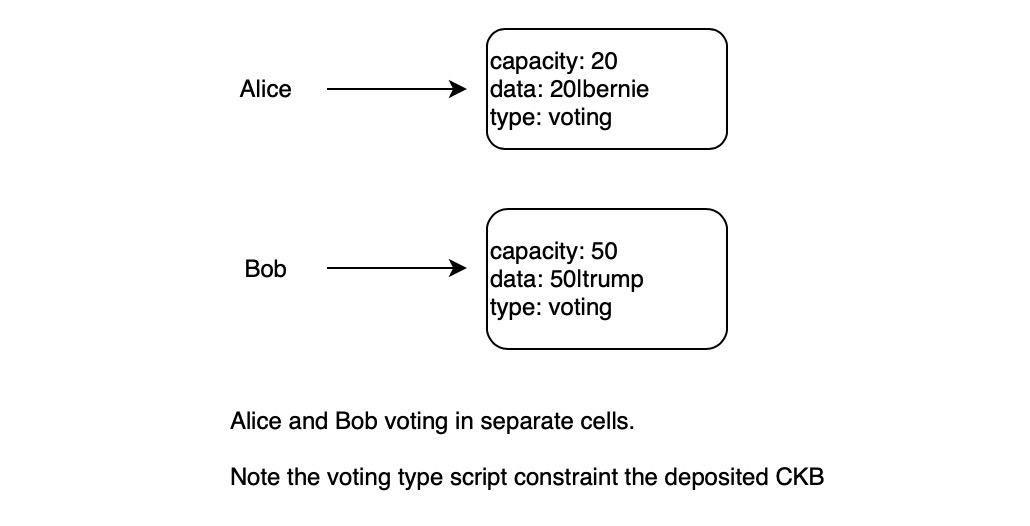 Alice
capacity: 20
data: 20|bernie
type: voting
Bob
capacity: 50
data: 50|trump
type: voting
Alice and Bob voting in separate cells.
Note the voting type script constraint the deposited CKB